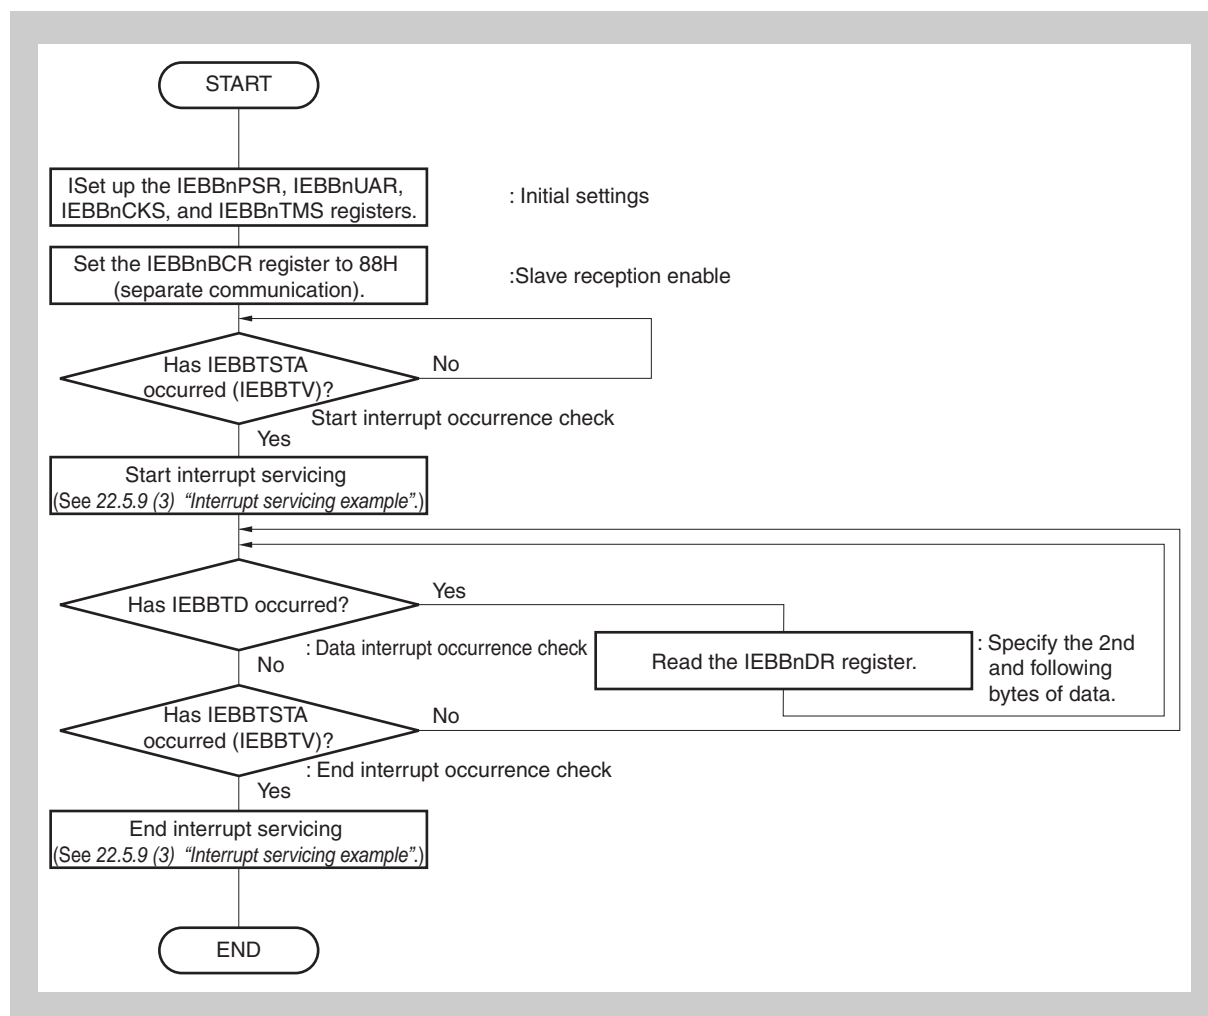 START
ISet up the IEBBnPSR, IEBBnUAR,
IEBBnCKS, and IEBBnTMS registers.
: Initial settings
Set the IEBBnBCR register to 88H
(separate communication).
:Slave reception enable
Has IEBBTSTA
occurred (IEBBTV)?
No
Start interrupt occurrence check
Yes
Start interrupt servicing
(See 22.5.9 (3) “Interrupt servicing example”.)
Has IEBBTD occurred?
Yes
: Data interrupt occurrence check
No
Read the IEBBnDR register.
: Specify the 2nd
and following
bytes of data.
Has IEBBTSTA
occurred (IEBBTV)?
No
: End interrupt occurrence check
Yes
End interrupt servicing
(See 22.5.9 (3) “Interrupt servicing example”.)
END